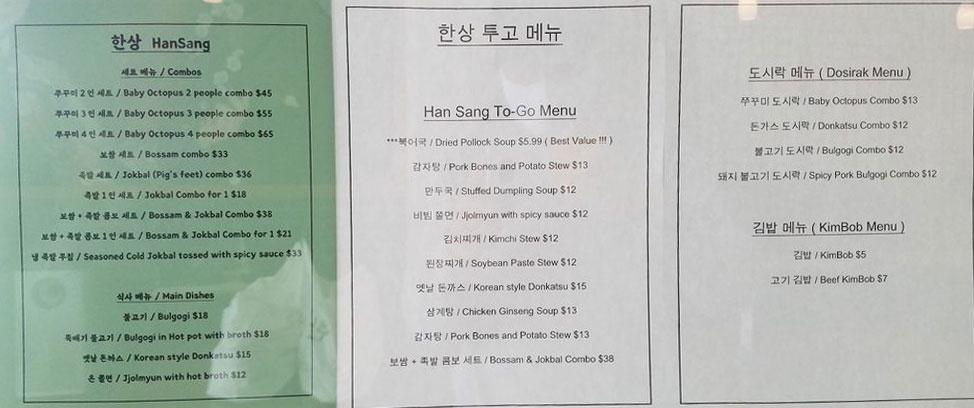 한상 HanSang
세트 메뉴 / Combos
쭈꾸미 2 인 세트 / Baby Octopus 2 people combo $45
쭈꾸미 3 인 세트 / Baby Octopus 3 people combo $55
쭈꾸미 4 인 세트 / Baby Octopus 4 people combo $65
보쌈 세트 / Bossam combo $33
족발 세트 / Jokbal (Pig's feet) combo $36
족발 1 인 세트 / Jokbal Combo for 1 $18
보쌈 + 족발 콤보 세트 / Bossam & Jokbal Combo $38
보쌈 + 족발 콤보 1 인 세트 / Bossam & Jokbal Combo for 1 $21
냉 족발 무침 / Seasoned Cold Jokbal tossed with spicy sauce $33
식사 메뉴 / Main Dishes
불고기 / Bulgogi $18
뚝배기 불고기 / Bulgogi in Hot pot with broth $18
옛날 돈까스 / Korean style Donkatsu $15
온 쫄면 / Jjolmyun with hot broth $12
한상 투고 메뉴
Han Sang To-Go Menu
***북어국 / Dried Pollock Soup $5.99 ( Best Value !!! )
감자탕 / Pork Bones and Potato Stew $13
만두국 / Stuffed Dumpling Soup $12
비빔 쫄면 / Jjolmyun with spicy sauce $12
김치찌개 / Kimchi Stew $12
된장찌개 / Soybean Paste Stew $12
옛날 돈까스 / Korean style Donkatsu $15
삼계탕 / Chicken Ginseng Soup $13
감자탕 / Pork Bones and Potato Stew $13
보쌈 + 족발 콤보 세트 / Bossam & Jokbal Combo $38
도시락 메뉴 ( Dosirak Menu )
쭈꾸미 도시락 / Baby Octopus Combo $13
돈가스 도시락 / Donkatsu Combo $12
불고기 도시락 / Bulgogi Combo $12
돼지 불고기 도시락 / Spicy Pork Bulgogi Combo $12
김밥 메뉴 ( KimBob Menu )
김밥 / KimBob $5
고기 김밥 / Beef KimBob $7